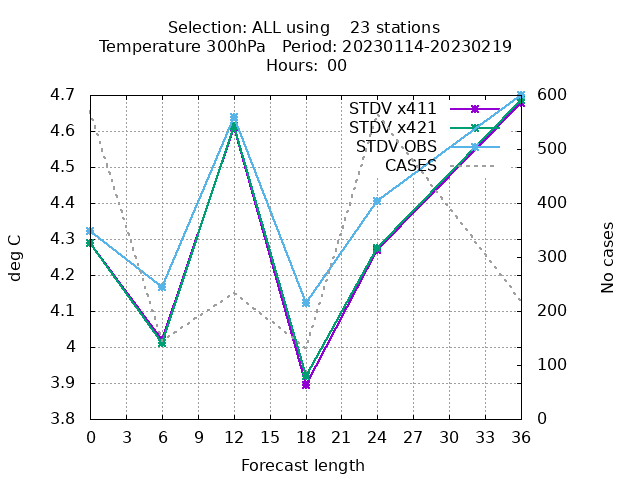 Selection: ALL using    23 stations
Temperature 300hPa   Period: 20230114-20230219
Hours:  00
STDV x411
STDV x421
STDV OBS
CASES
4.7
4.6
4.5
4.4
4.3
4.2
4.1
4
3.9
3.8
deg C
600
500
400
300
200
100
0
No cases
0 3 6 9 12 15 18 21 24 27 30 33 36
Forecast length